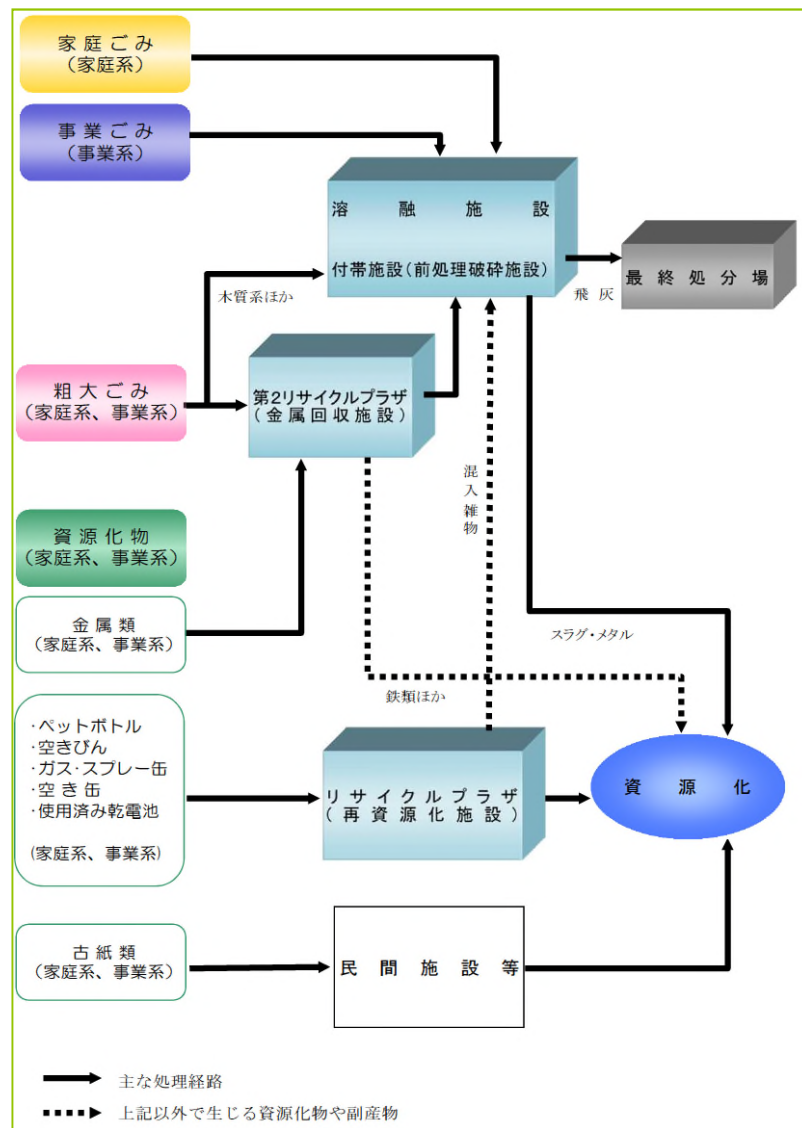 家庭ごみ
（家庭系）
事業ごみ
（事業系）
溶融施設
付帯施設（前処理破砕施設）
飛灰
最終処分場
木質系ほか
粗大ごみ
（家庭系、事業系）
第2リサイクルプラザ
（金属回収施設）
混入雑物
資源化物
（家庭系、事業系）
金属類
（家庭系、事業系）
スラグ・メタル
鉄類ほか
・ペットボトル
・空きびん
・ガス・スプレー缶
・空き缶
・使用済み乾電池
(家庭系、事業系)
リサイクルプラザ
（再資源化施設）
資源化
古紙類
（家庭系、事業系）
民間施設等
主な処理経路
上記以外で生じる資源化物や副産物